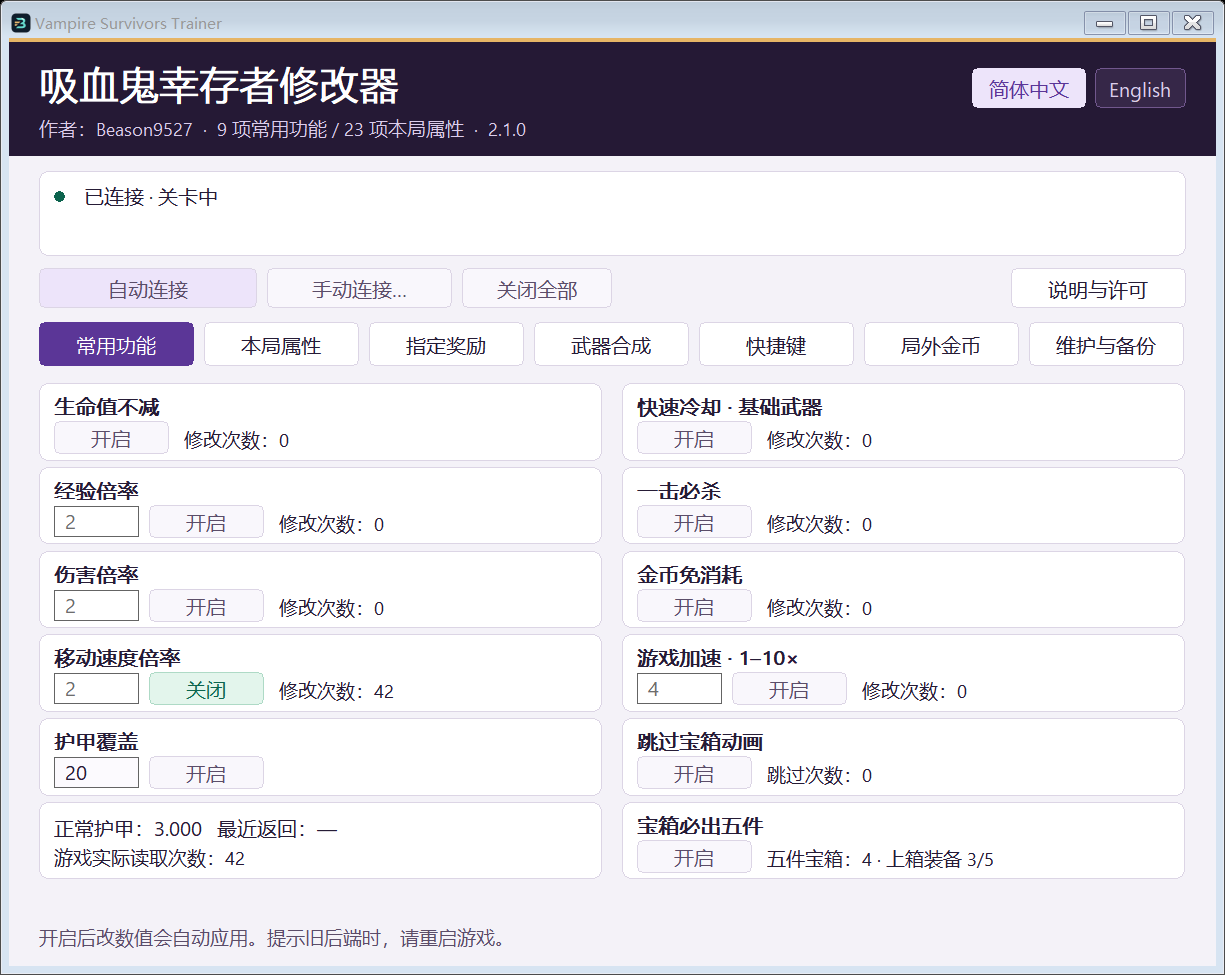 Vampire Survivors Trainer
吸血鬼幸存者修改器
简体中文
English
作者：Beason9527 · 9 项常用功能 / 23 项本局属性 · 2.1.0
已连接 · 关卡中
自动连接
手动连接...
关闭全部
说明与许可
常用功能
本局属性
指定奖励
武器合成
快捷键
局外金币
维护与备份
生命值不减
开启 修改次数：0
快速冷却 · 基础武器
开启 修改次数：0
经验倍率
2 开启 修改次数：0
一击必杀
开启 修改次数：0
伤害倍率
2 开启 修改次数：0
金币免消耗
开启 修改次数：0
移动速度倍率
2 关闭 修改次数：42
游戏加速 · 1–10×
4 开启 修改次数：0
护甲覆盖
20 开启
跳过宝箱动画
开启 跳过次数：0
正常护甲：3.000 最近返回：—
游戏实际读取次数：42
宝箱必出五件
开启 五件宝箱：4 · 上箱装备 3/5
开启后改数值会自动应用。提示旧后端时，请重启游戏。